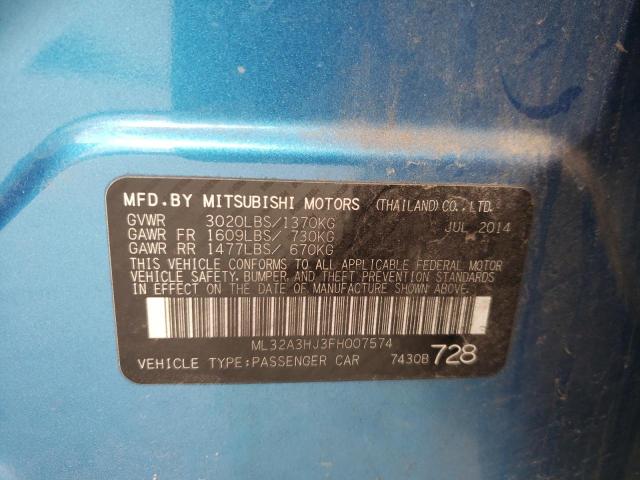 MFD.BY MITSUBISHI MOTORS (THAILAND)CO.,LTD.
GVWR 3020LBS/1370KG JUL 2014
GAWR FR 1609LBS/ 730KG
GAWR RR 1477LBS/ 670KG
THIS VEHICLE CONFORMS TO ALL APPLICABLE FEDERAL MOTOR
VEHICLE SAFETY, BUMPER AND THEFT PREVENTION STANDARDS
IN EFFECT ON THE DATE OF MANUFACTURE SHOWN ABOVE.
ML32A3HJ3FH007574
VEHICLE TYPE:PASSENGER CAR 7430B 728